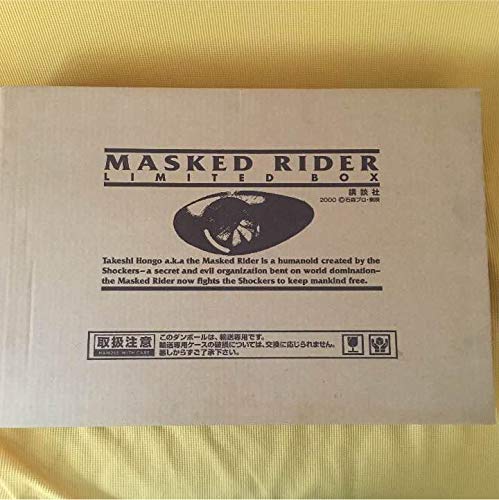 MASKED RIDER
LIMITED BOX
講談社
2000 ©石森プロ・東映
Takeshi Hongo a.k.a the Masked Rider is a humanoid created by the
Shockers–a secret and evil organization bent on world domination–
the Masked Rider now fights the Shockers to keep mankind free.
取扱注意
HANDLE WITH CARE
このダンボールは、輸送専用です。
輸送専用ケースの破損については、交換に応じられません。
悪しからずご了承下さい。